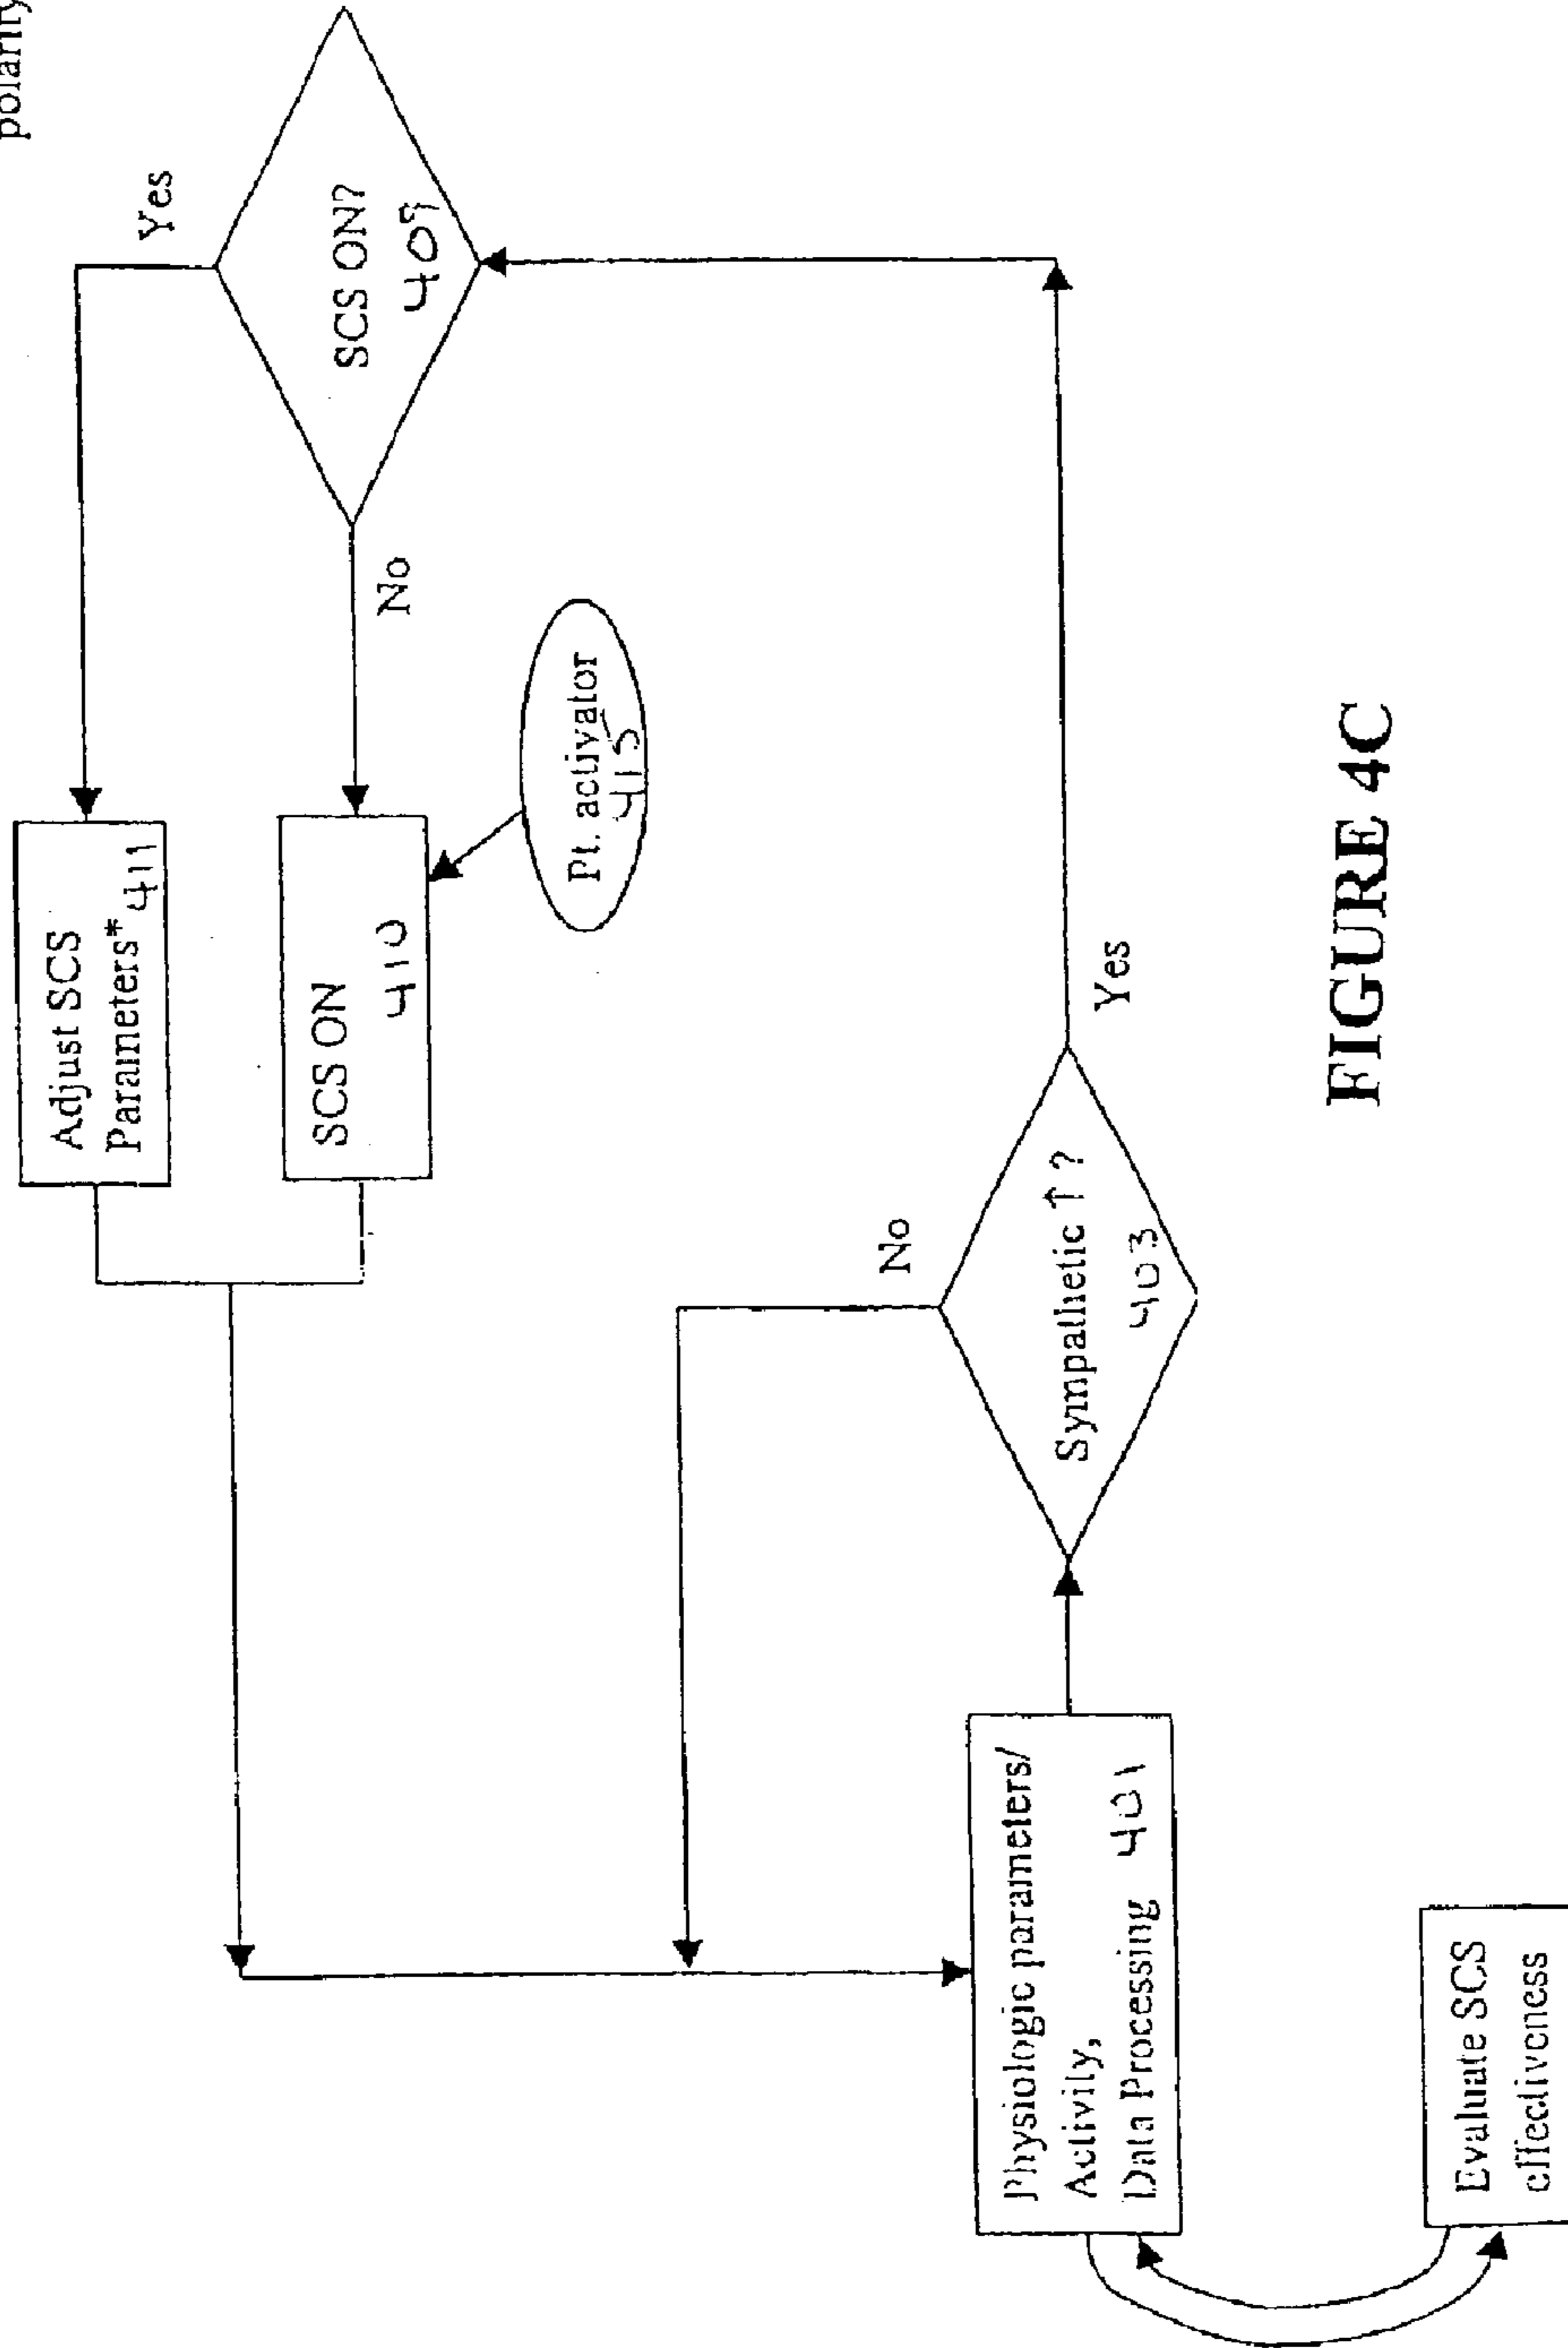 polarity
Yes
SCS ON?
409
No
Adjust SCS
Parameters* 411
SCS ON
410
Pt. activator
415
Physiologic parameters/
Activity,
Data Processing 401
Sympathetic ↑?
403
No
Yes
Evaluate SCS
effectiveness
FIGURE 4C